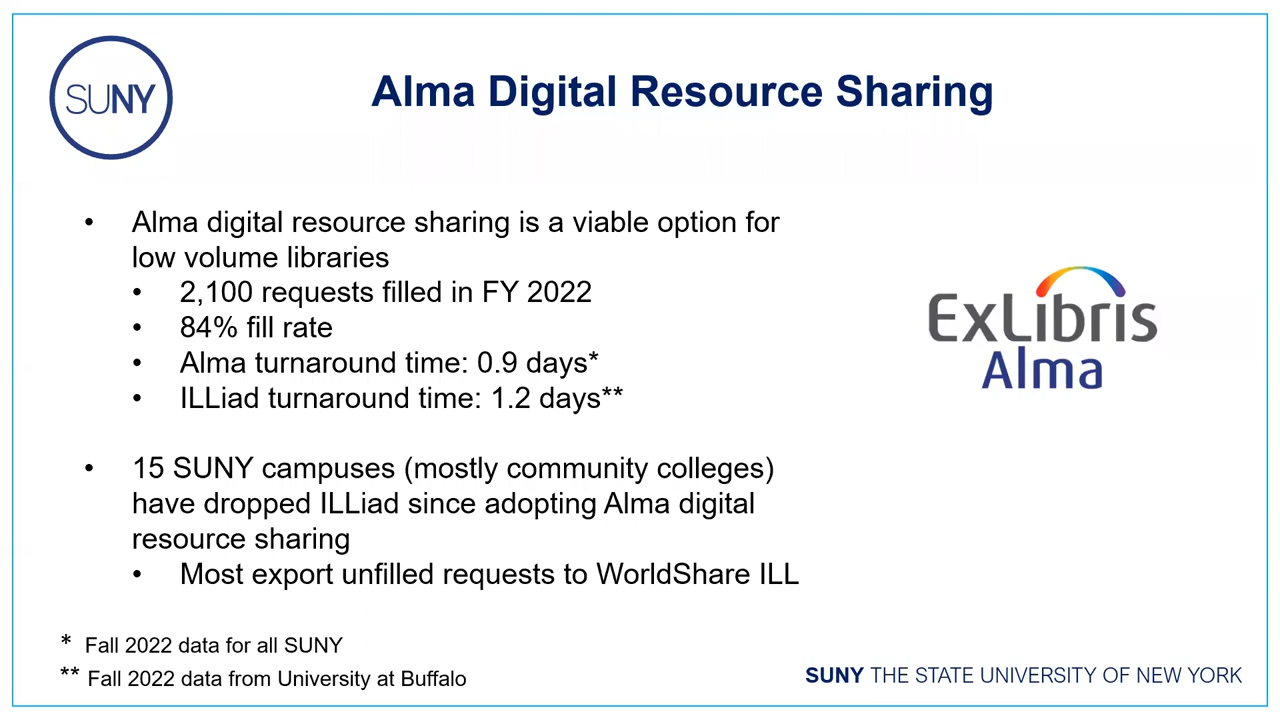 SUNY
Alma Digital Resource Sharing
• Alma digital resource sharing is a viable option for
low volume libraries
• 2,100 requests filled in FY 2022
• 84% fill rate
• Alma turnaround time: 0.9 days*
• ILLiad turnaround time: 1.2 days**
ExLibris
Alma
• 15 SUNY campuses (mostly community colleges)
have dropped ILLiad since adopting Alma digital
resource sharing
• Most export unfilled requests to WorldShare ILL
* Fall 2022 data for all SUNY
** Fall 2022 data from University at Buffalo
SUNY THE STATE UNIVERSITY OF NEW YORK